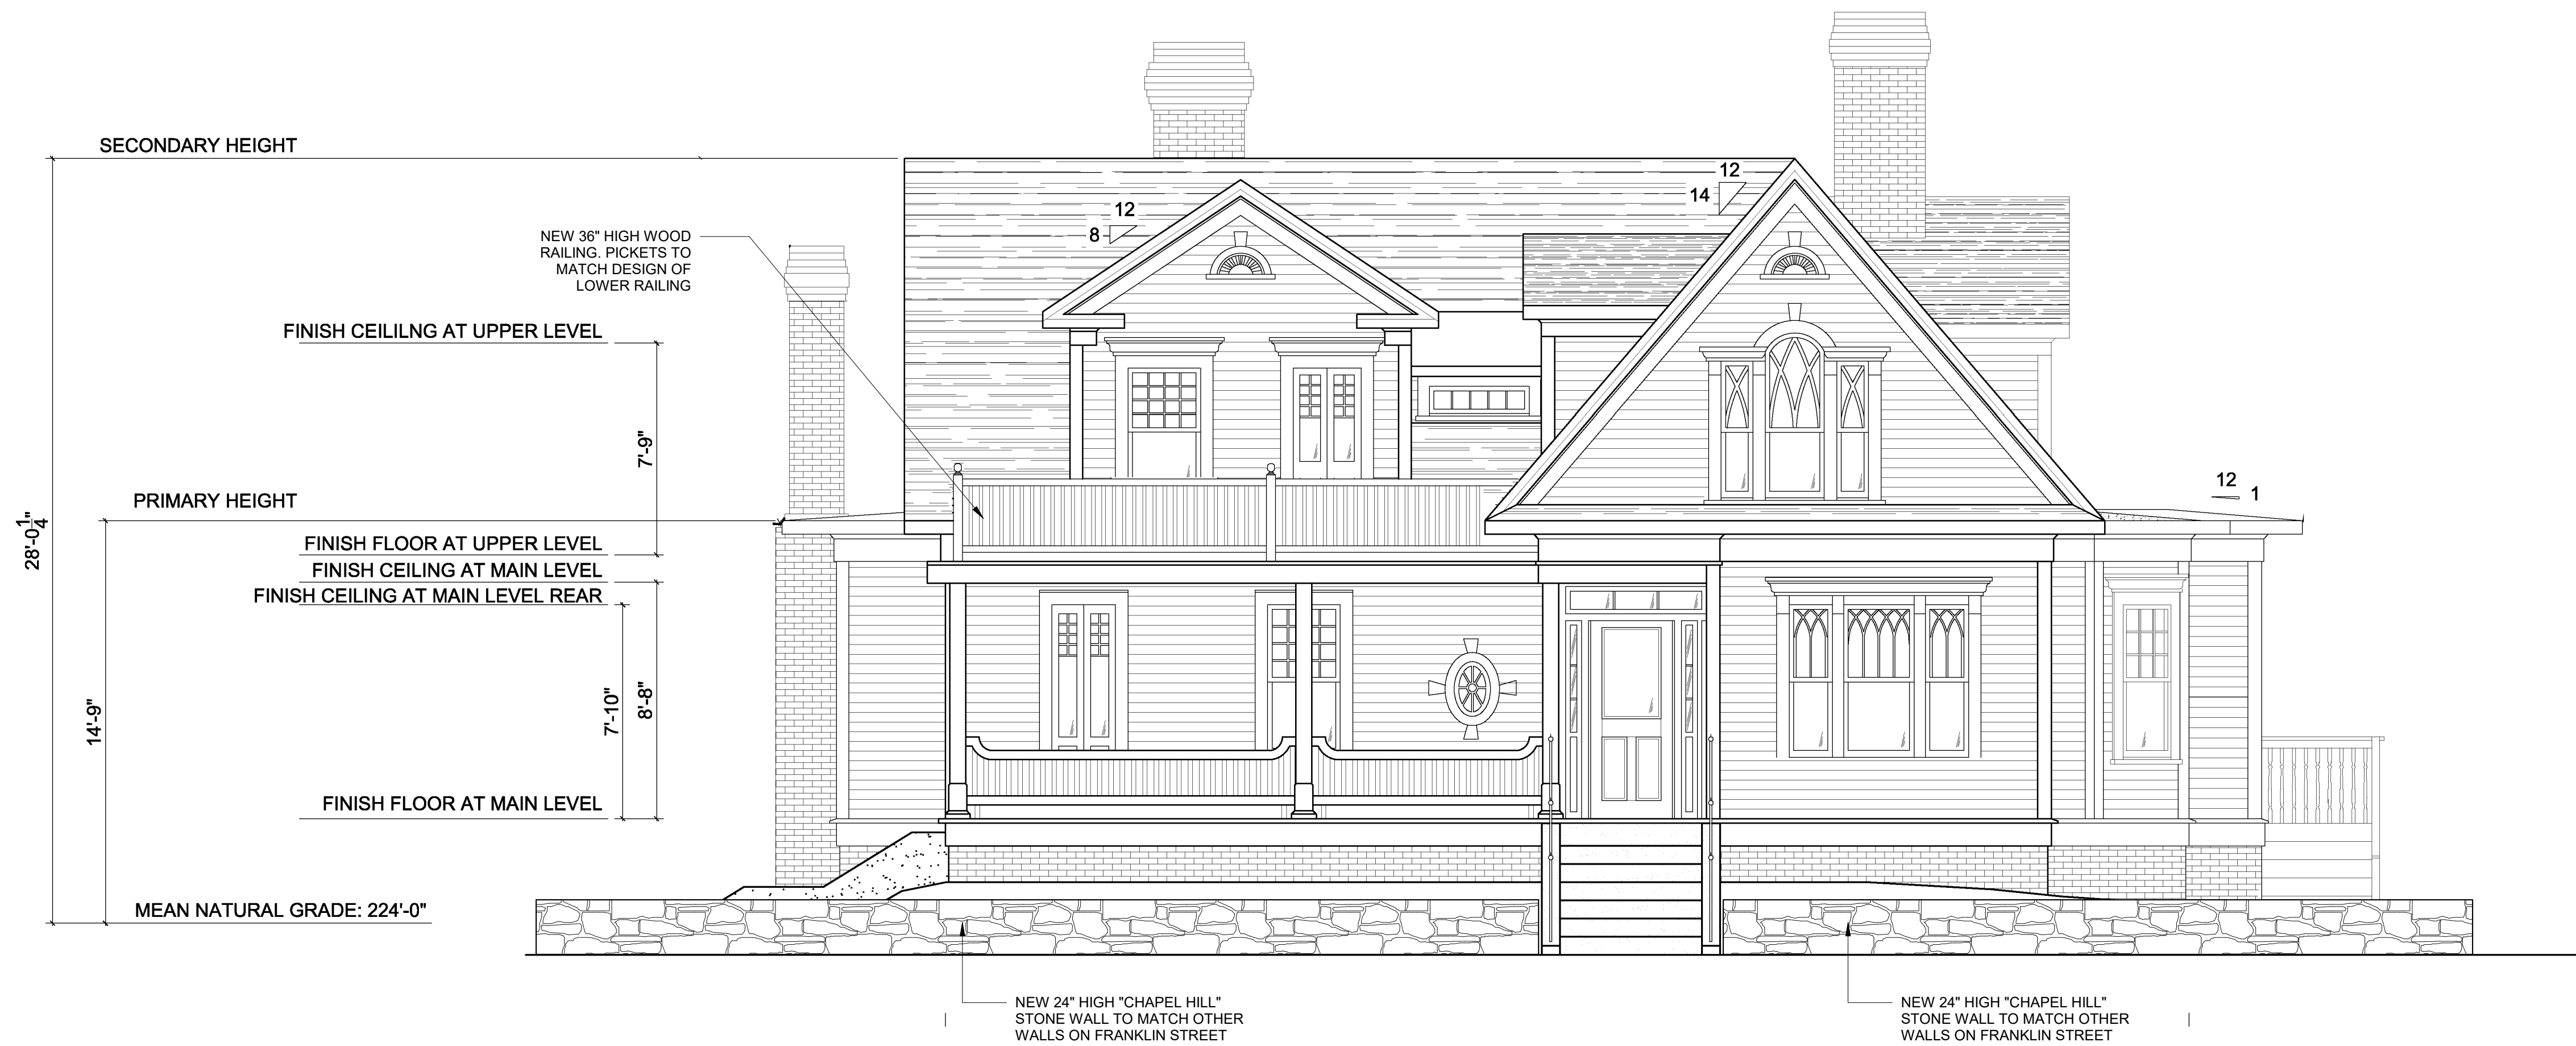 SECONDARY HEIGHT
12
14
12
8
NEW 36" HIGH WOOD
RAILING. PICKETS TO
MATCH DESIGN OF
LOWER RAILING
FINISH CEILILNG AT UPPER LEVEL
7'-9"
12
1
PRIMARY HEIGHT
28'-0 1/4"
FINISH FLOOR AT UPPER LEVEL
FINISH CEILING AT MAIN LEVEL
FINISH CEILING AT MAIN LEVEL REAR
14'-9"
7'-10"
8'-8"
FINISH FLOOR AT MAIN LEVEL
MEAN NATURAL GRADE: 224'-0"
NEW 24" HIGH "CHAPEL HILL"
STONE WALL TO MATCH OTHER
WALLS ON FRANKLIN STREET
NEW 24" HIGH "CHAPEL HILL"
STONE WALL TO MATCH OTHER
WALLS ON FRANKLIN STREET